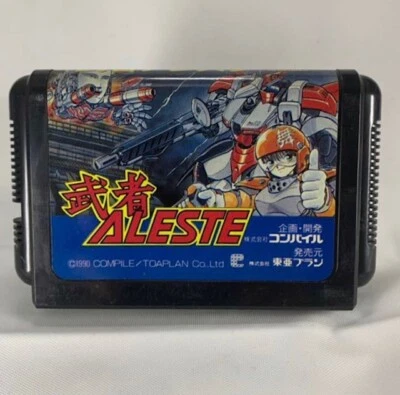 武者
ALESTE
企画・開発
株式会社 コンパイル
発売元
株式会社 東亜プラン
©1990 COMPILE/TOAPLAN Co.,Ltd